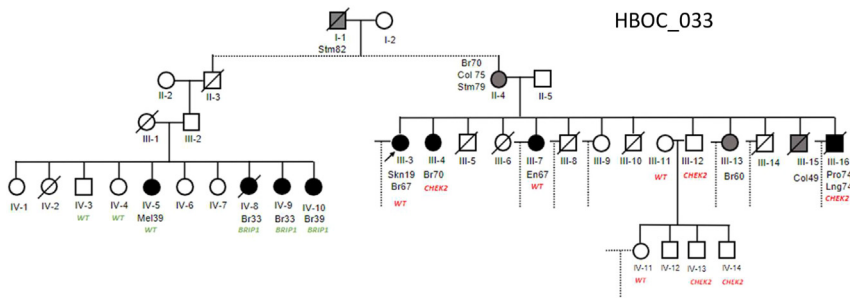 HBOC_033
I-1
I-2
Stm82
Br70
Col 75
Stm79
II-2
II-3
II-4
II-5
III-1
III-2
III-3
III-4
III-5
III-6
III-7
III-8
III-9
III-10
III-11
III-12
III-13
III-14
III-15
III-16
Skn19
Br70
En67
WT
CHEK2
Br60
Col49
Pro74
Br67
CHEK2
WT
Lng74
WT
CHEK2
IV-1
IV-2
IV-3
IV-4
IV-5
IV-6
IV-7
IV-8
IV-9
IV-10
WT
WT
Mel39
Br33
Br33
Br39
WT
BRIP1
BRIP1
BRIP1
IV-11
IV-12
IV-13
IV-14
WT
CHEK2
CHEK2